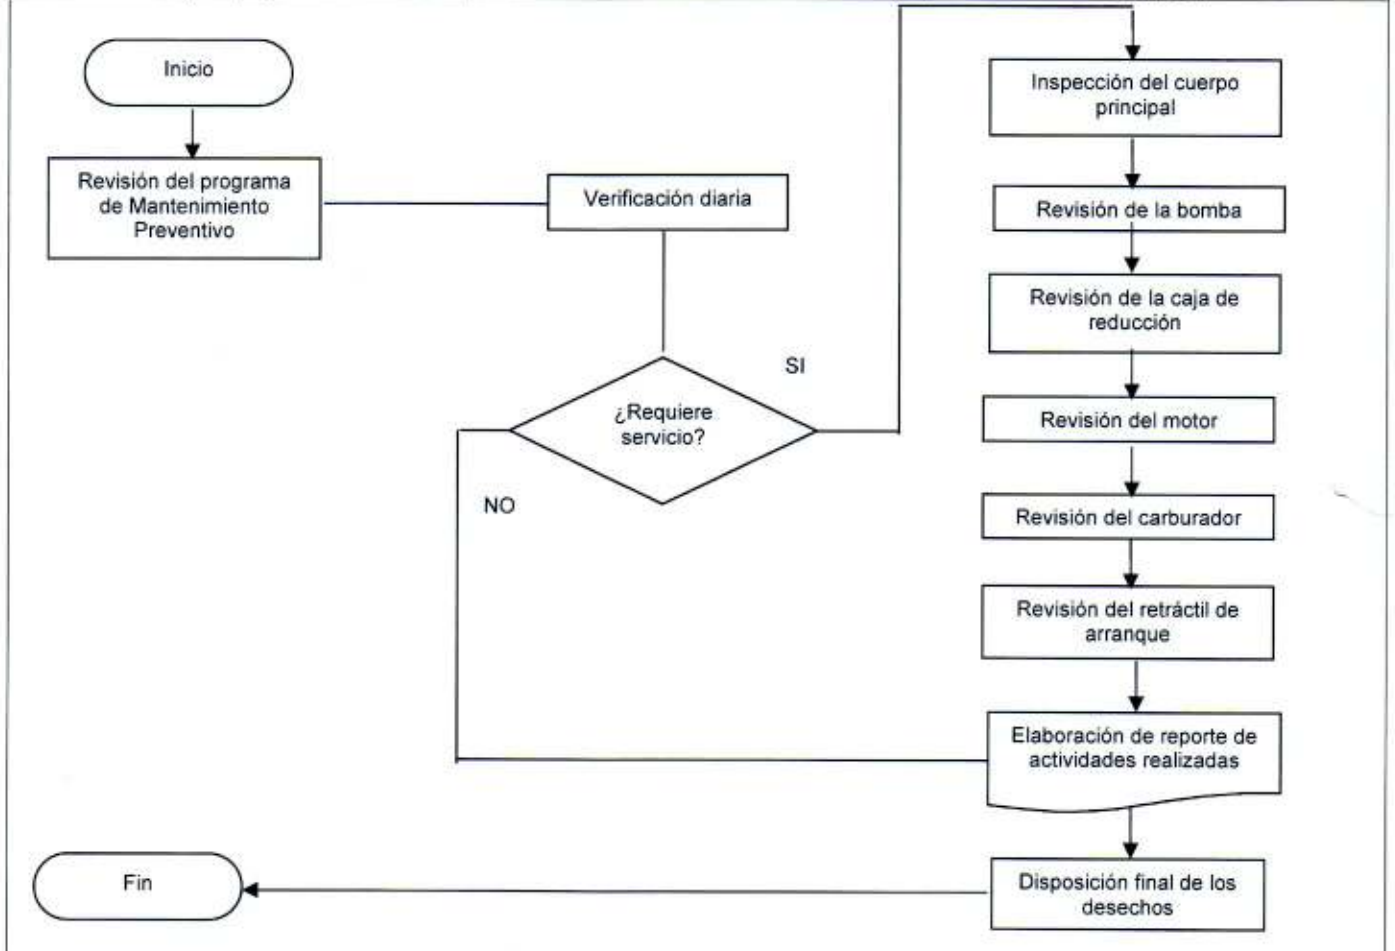 Inicio
Revisión del programa
de Mantenimiento
Preventivo
Verificación diaria
¿Requiere
servicio?
SI
NO
Inspección del cuerpo
principal
Revisión de la bomba
Revisión de la caja de
reducción
Revisión del motor
Revisión del carburador
Revisión del retráctil de
arranque
Elaboración de reporte de
actividades realizadas
Disposición final de los
desechos
Fin